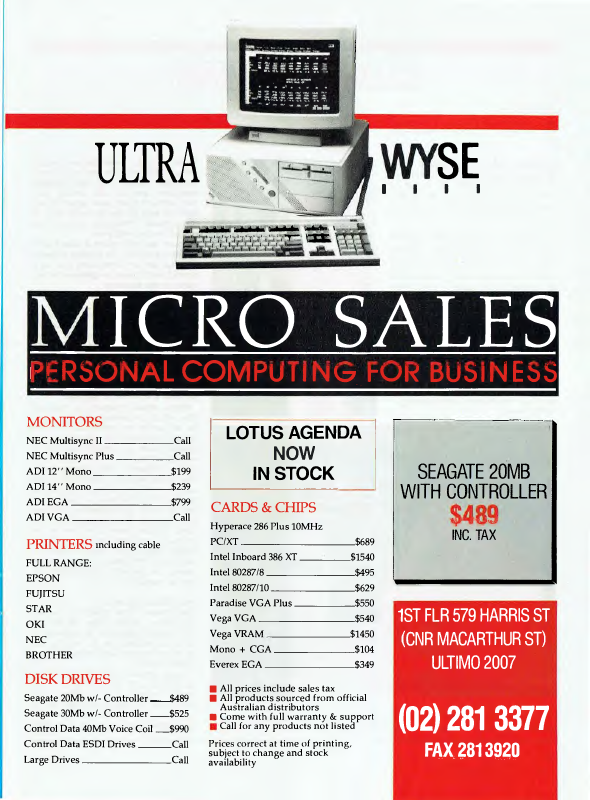 ULTRA
WYSE
MICRO SALES
PERSONAL COMPUTING FOR BUSINESS
MONITORS
NEC Multisync II Call
NEC Multisync Plus Call
ADI 12'' Mono $199
ADI 14'' Mono $239
ADI EGA $799
ADI VGA Call
PRINTERS including cable
FULL RANGE:
EPSON
FUJITSU
STAR
OKI
NEC
BROTHER
DISK DRIVES
Seagate 20Mb w/- Controller $489
Seagate 30Mb w/- Controller $525
Control Data 40Mb Voice Coil $990
Control Data ESDI Drives Call
Large Drives Call
LOTUS AGENDA
NOW
IN STOCK
CARDS & CHIPS
Hyperace 286 Plus 10MHz
PC/XT $689
Intel Inboard 386 XT $1540
Intel 80287/8 $495
Intel 80287/10 $629
Paradise VGA Plus $550
Vega VGA $540
Vega VRAM $1450
Mono + CGA $104
Everex EGA $349
All prices include sales tax
All products sourced from official
Australian distributors
Come with full warranty & support
Call for any products not listed
Prices correct at time of printing,
subject to change and stock
availability
SEAGATE 20MB
WITH CONTROLLER
$489
INC. TAX
1ST FLR 579 HARRIS ST
(CNR MACARTHUR ST)
ULTIMO 2007
(02) 281 3377
FAX 281 3920